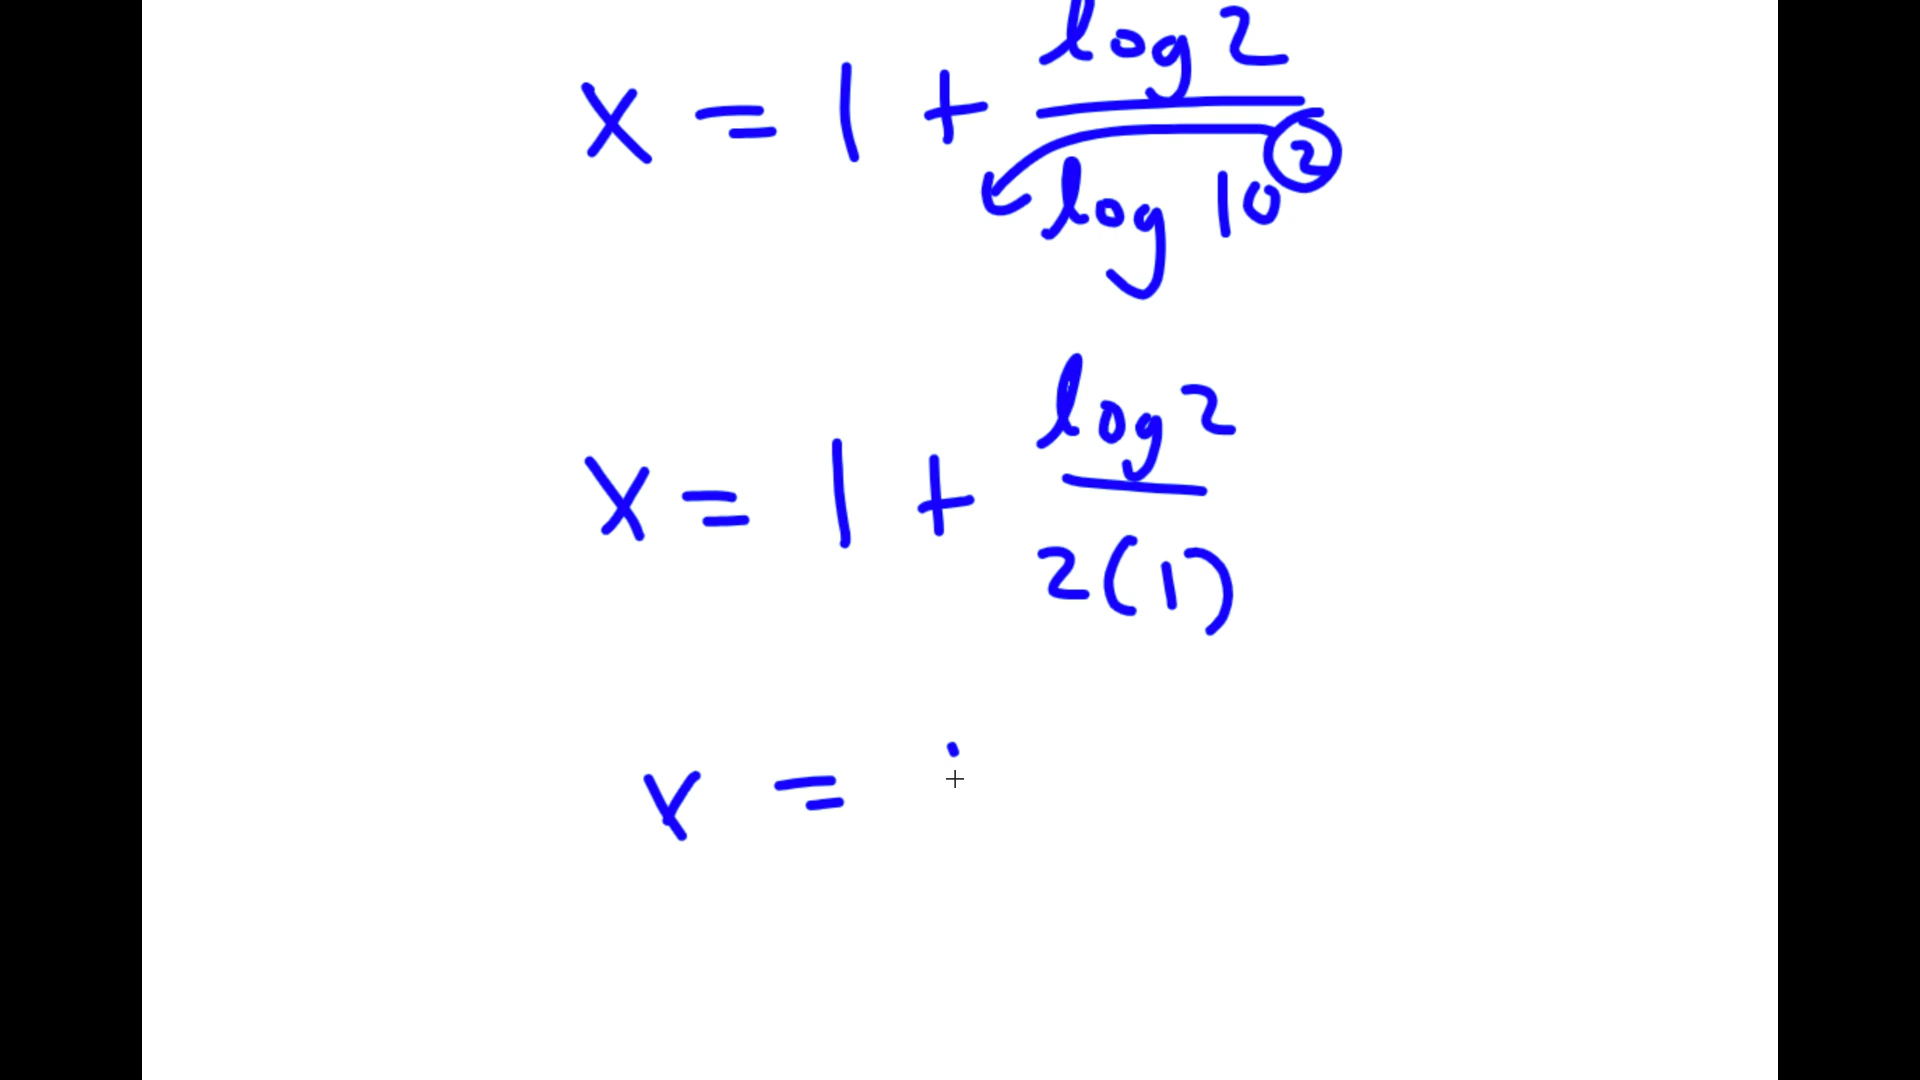 x = 1 + log 2 / log 10²
x = 1 + log 2 / 2(1)
x =